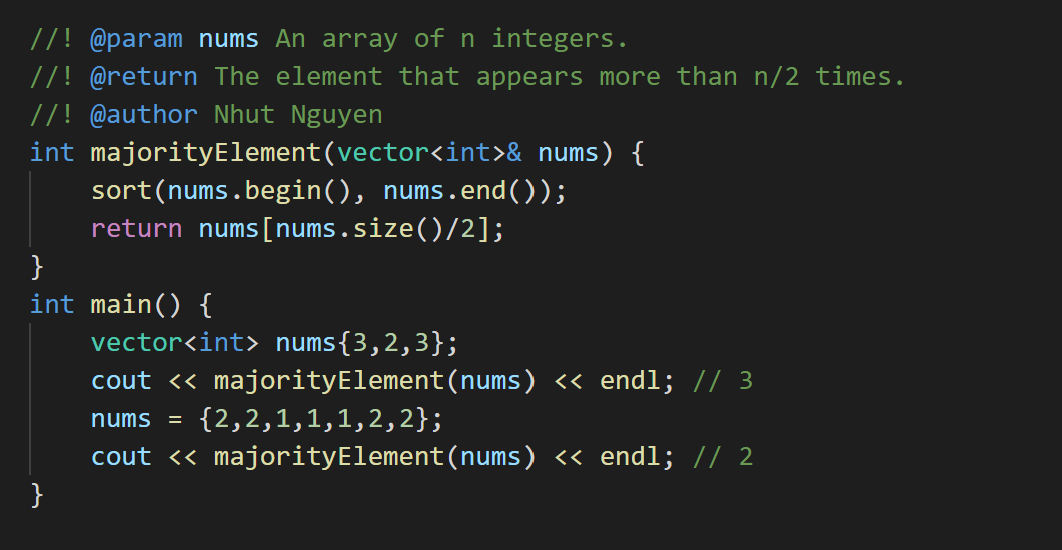 //! @param nums An array of n integers.
//! @return The element that appears more than n/2 times.
//! @author Nhut Nguyen
int majorityElement(vector<int>& nums) {
    sort(nums.begin(), nums.end());
    return nums[nums.size()/2];
}
int main() {
    vector<int> nums{3,2,3};
    cout << majorityElement(nums) << endl; // 3
    nums = {2,2,1,1,1,2,2};
    cout << majorityElement(nums) << endl; // 2
}